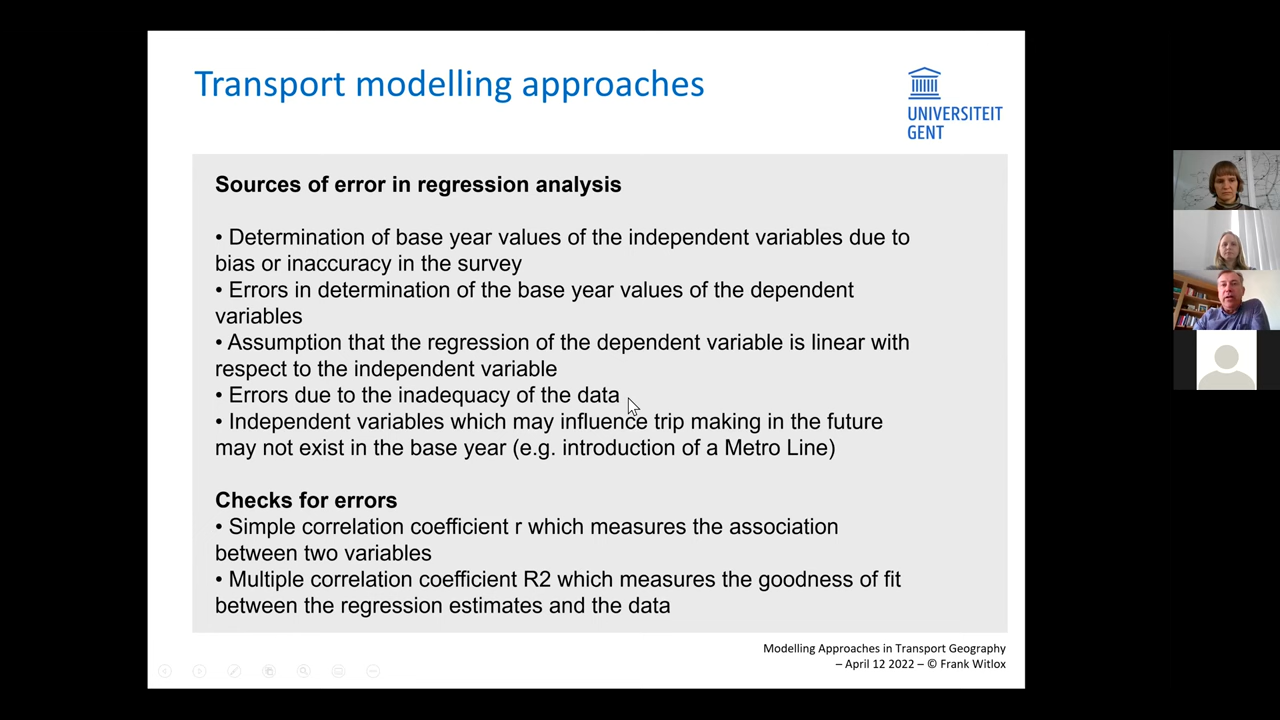 Transport modelling approaches
UNIVERSITEIT
GENT
Sources of error in regression analysis
• Determination of base year values of the independent variables due to
bias or inaccuracy in the survey
• Errors in determination of the base year values of the dependent
variables
• Assumption that the regression of the dependent variable is linear with
respect to the independent variable
• Errors due to the inadequacy of the data
• Independent variables which may influence trip making in the future
may not exist in the base year (e.g. introduction of a Metro Line)
Checks for errors
• Simple correlation coefficient r which measures the association
between two variables
• Multiple correlation coefficient R2 which measures the goodness of fit
between the regression estimates and the data
Modelling Approaches in Transport Geography
– April 12 2022 – © Frank Witlox